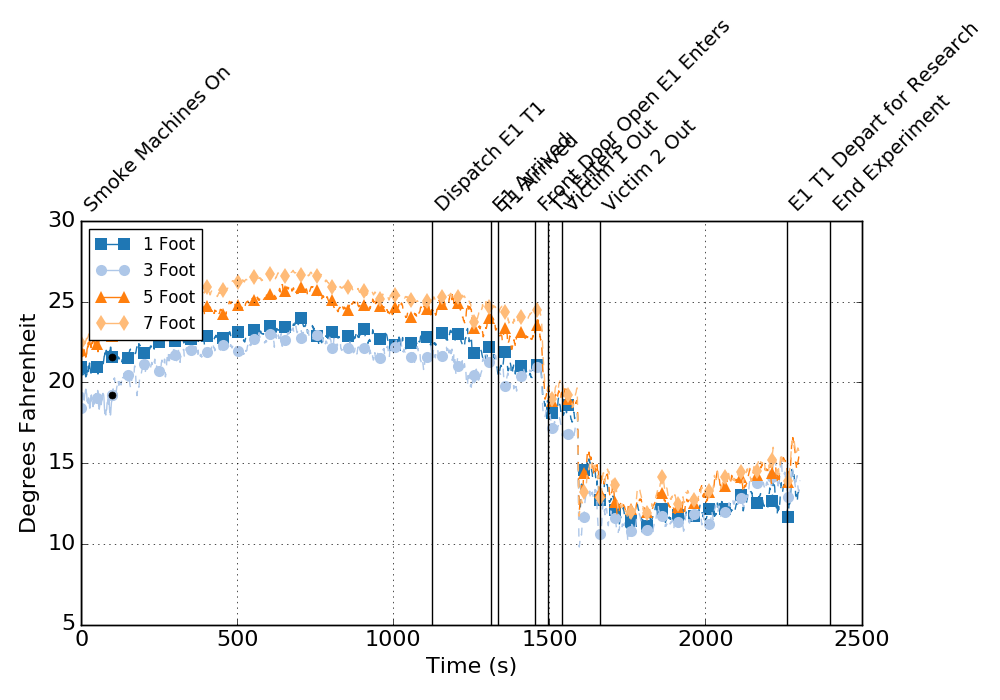 Smoke Machines On
Dispatch E1 T1
E1 Arrived
T1 Arrived
Front Door Open E1 Enters
T1 Enters
Victim 1 Out
Victim 2 Out
E1 T1 Depart for Research
End Experiment
30
25
20
15
10
5
Degrees Fahrenheit
1 Foot
3 Foot
5 Foot
7 Foot
0 500 1000 1500 2000 2500
Time (s)